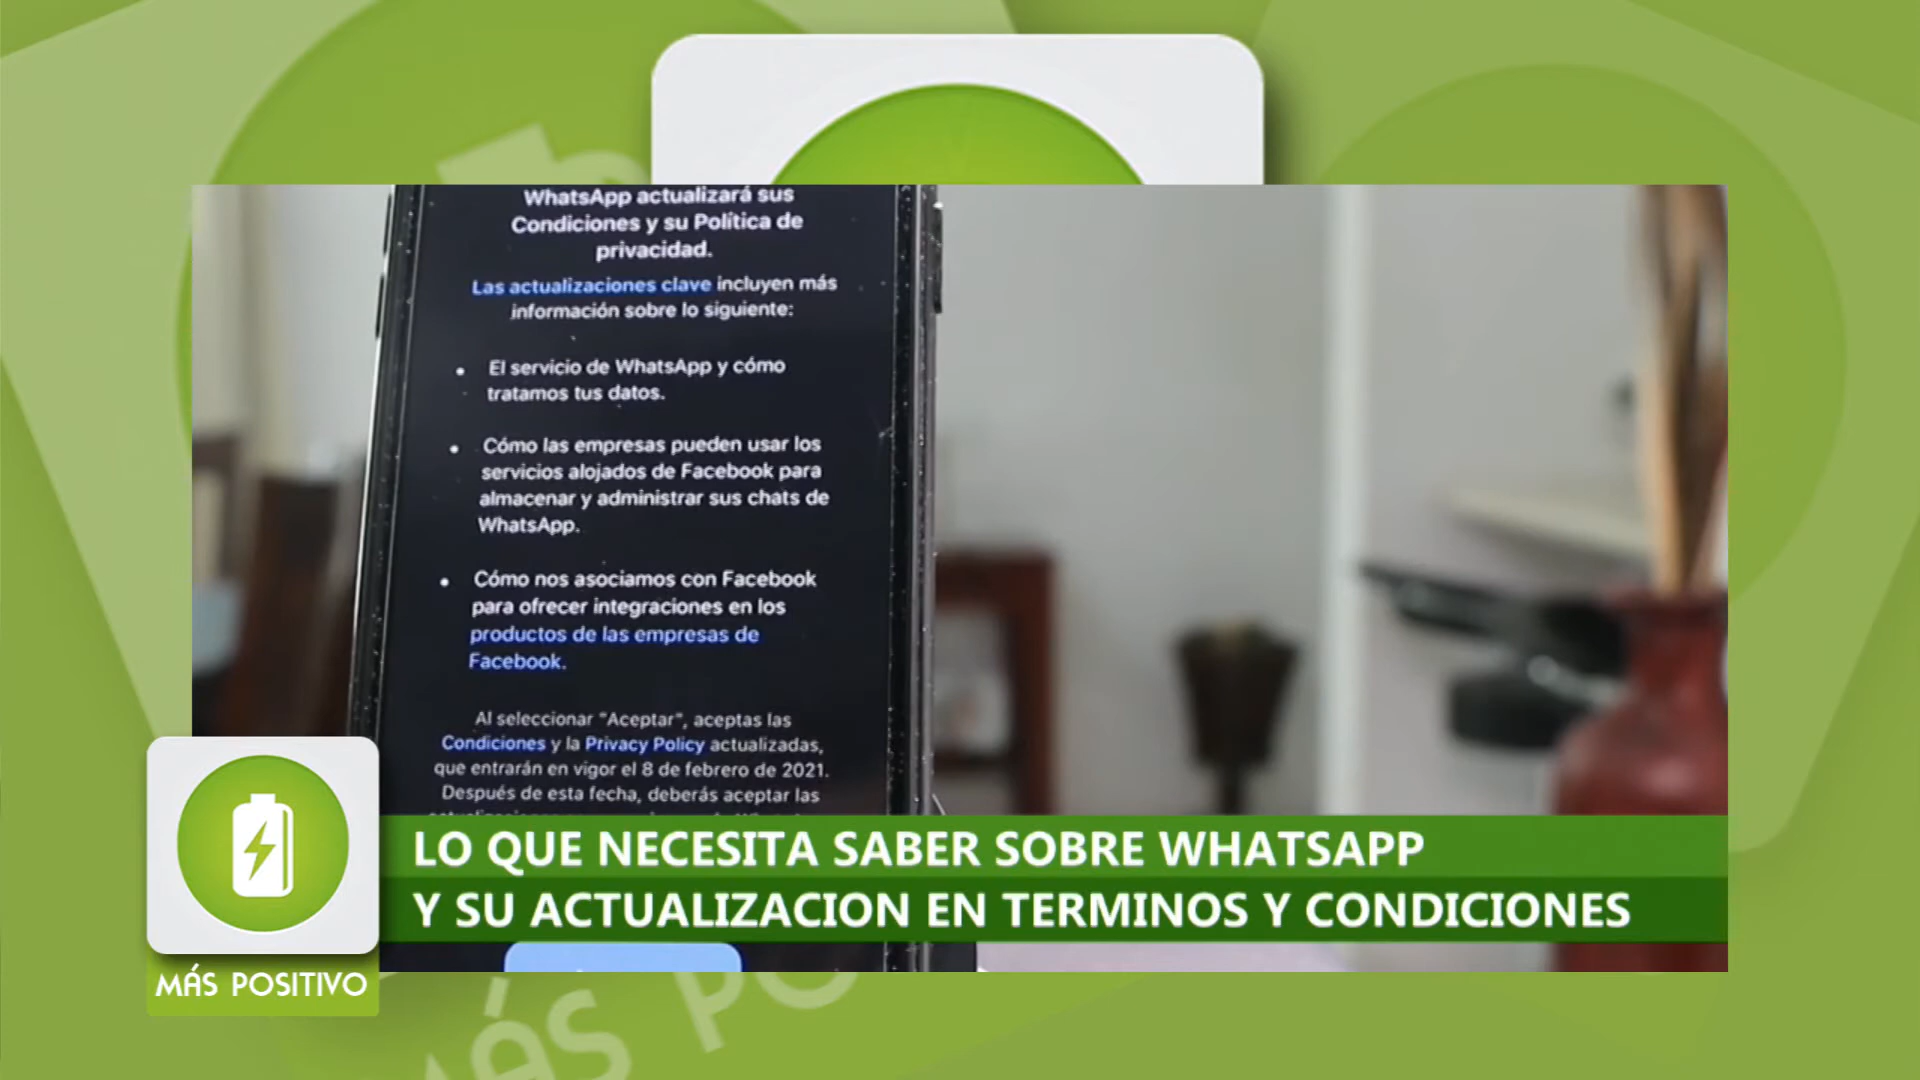 WhatsApp actualizará sus
Condiciones y su Política de
privacidad.
Las actualizaciones clave incluyen más
información sobre lo siguiente:
• El servicio de WhatsApp y cómo
tratamos tus datos.
• Cómo las empresas pueden usar los
servicios alojados de Facebook para
almacenar y administrar sus chats de
WhatsApp.
• Cómo nos asociamos con Facebook
para ofrecer integraciones en los
productos de las empresas de
Facebook.
Al seleccionar "Aceptar", aceptas las
Condiciones y la Privacy Policy actualizadas,
que entrarán en vigor el 8 de febrero de 2021.
Después de esta fecha, deberás aceptar las
LO QUE NECESITA SABER SOBRE WHATSAPP
Y SU ACTUALIZACION EN TERMINOS Y CONDICIONES
MÁS POSITIVO